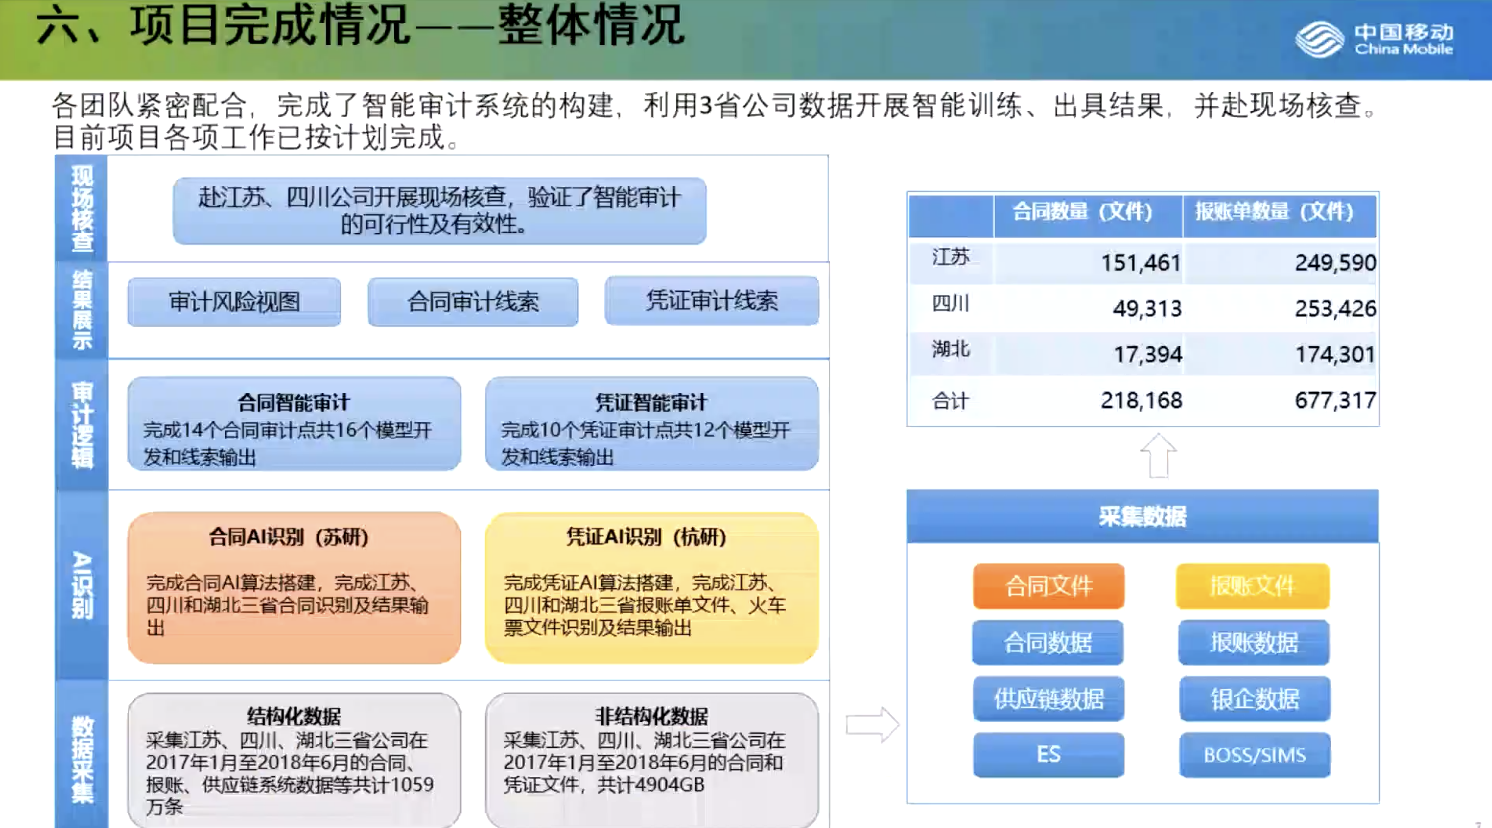 六、项目完成情况——整体情况
中国移动
China Mobile
各团队紧密配合，完成了智能审计系统的构建，利用3省公司数据开展智能训练、出具结果，并赴现场核查。
目前项目各项工作已按计划完成。
现场核查
赴江苏、四川公司开展现场核查，验证了智能审计
的可行性及有效性。
结果展示
审计风险视图
合同审计线索
凭证审计线索
审计逻辑
合同智能审计
完成14个合同审计点共16个模型开
发和线索输出
凭证智能审计
完成10个凭证审计点共12个模型开
发和线索输出
AI识别
合同AI识别（苏研）
完成合同AI算法搭建，完成江苏、
四川和湖北三省合同识别及结果输
出
凭证AI识别（杭研）
完成凭证AI算法搭建，完成江苏、
四川和湖北三省报账单文件、火车
票文件识别及结果输出
数据采集
结构化数据
采集江苏、四川、湖北三省公司在
2017年1月至2018年6月的合同、
报账、供应链系统数据等共计1059
万条
非结构化数据
采集江苏、四川、湖北三省公司在
2017年1月至2018年6月的合同和
凭证文件，共计4904GB
合同数量（文件） 报账单数量（文件）
江苏 151,461 249,590
四川 49,313 253,426
湖北 17,394 174,301
合计 218,168 677,317
采集数据
合同文件 报账文件
合同数据 报账数据
供应链数据 银企数据
ES BOSS/SIMS